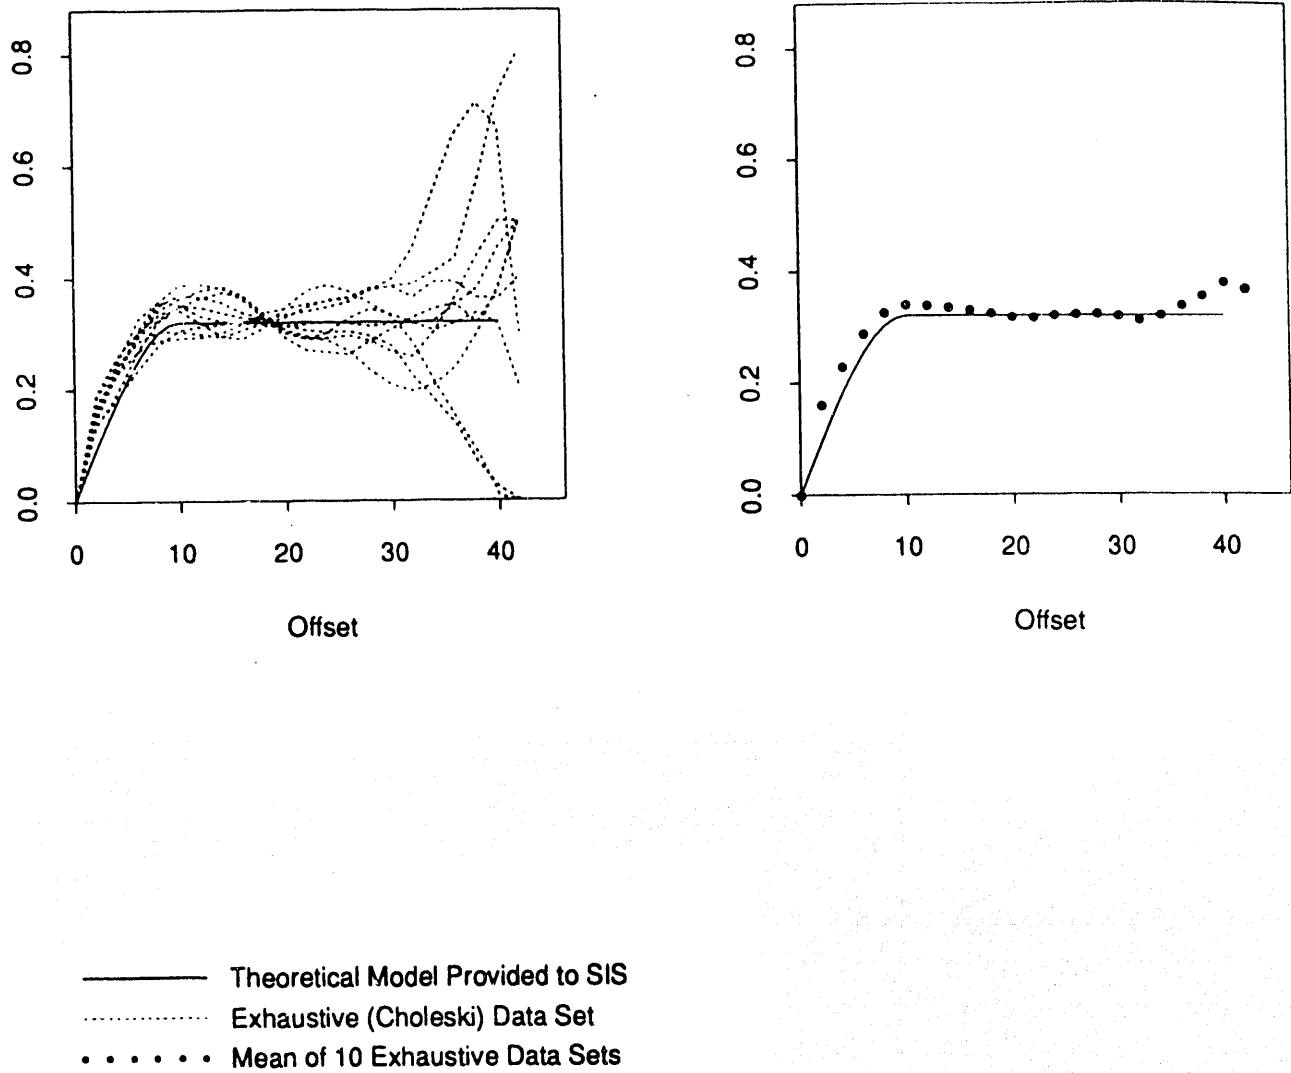 0.8
0.6
0.4
0.2
0.0
0 10 20 30 40
Offset
0.8
0.6
0.4
0.2
0.0
0 10 20 30 40
Offset
Theoretical Model Provided to SIS
Exhaustive (Choleski) Data Set
Mean of 10 Exhaustive Data Sets